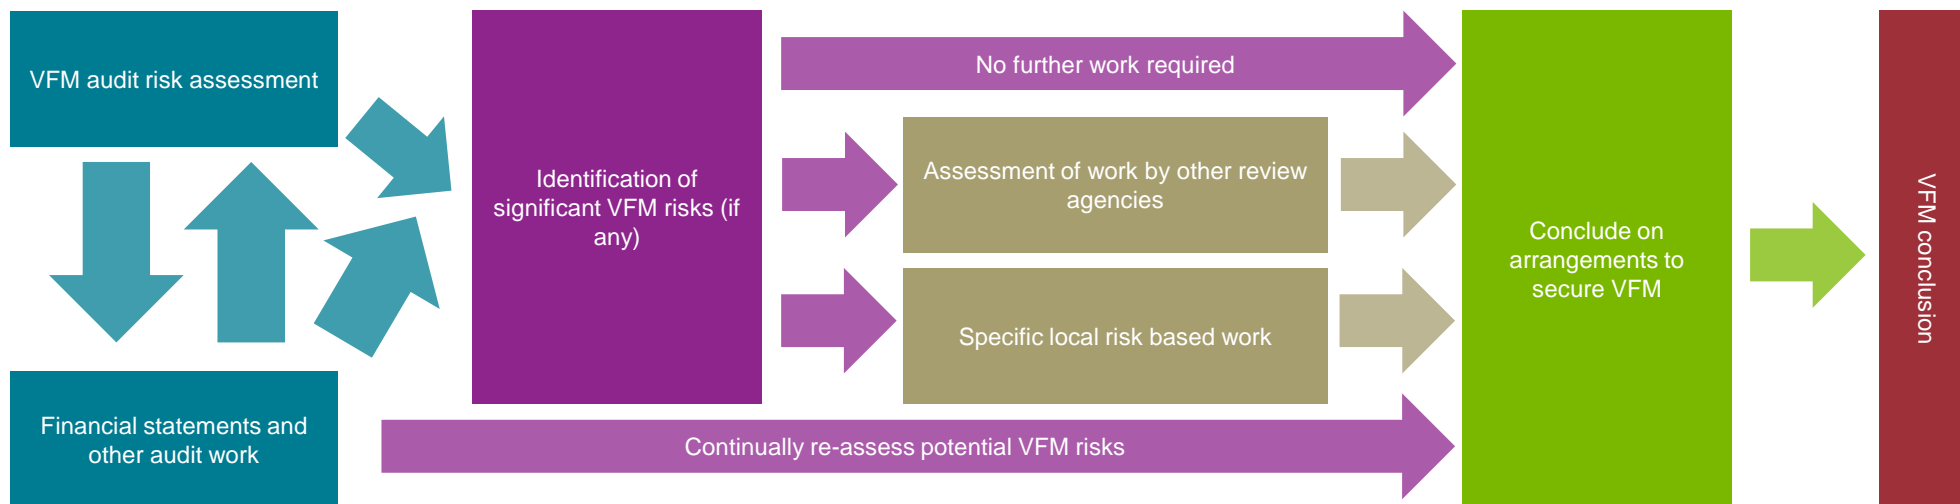 VFM audit risk assessment
Financial statements and
other audit work
Identification of
significant VFM risks (if
any)
No further work required
Assessment of work by other review
agencies
Specific local risk based work
Continually re-assess potential VFM risks
Conclude on
arrangements to
secure VFM
VFM conclusion